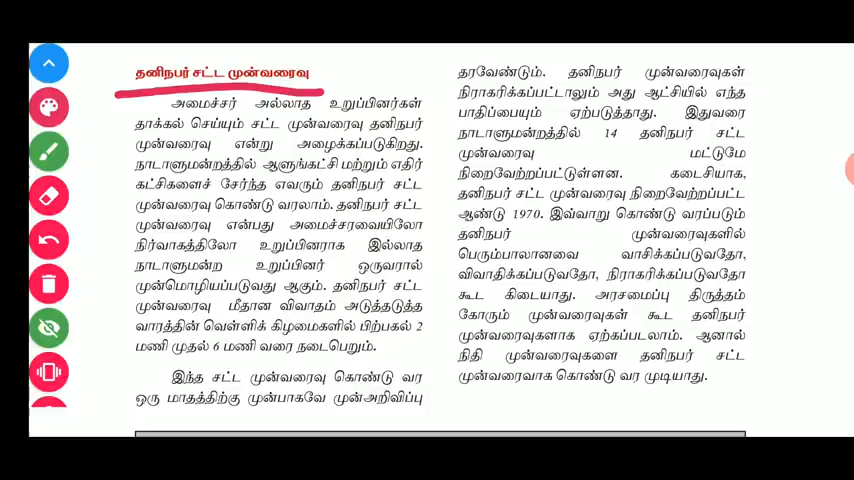 தனிநபர் சட்ட முன்வரைவு
அமைச்சர் அல்லாத உறுப்பினர்கள்
தாக்கல் செய்யும் சட்ட முன்வரைவு தனிநபர்
முன்வரைவு என்று அழைக்கப்படுகிறது.
நாடாளுமன்றத்தில் ஆளுங்கட்சி மற்றும் எதிர்
கட்சிகளைச் சேர்ந்த எவரும் தனிநபர் சட்ட
முன்வரைவு கொண்டு வரலாம். தனிநபர் சட்ட
முன்வரைவு என்பது அமைச்சரவையிலோ
நிர்வாகத்திலோ உறுப்பினராக இல்லாத
நாடாளுமன்ற உறுப்பினர் ஒருவரால்
முன்மொழியப்படுவது ஆகும். தனிநபர் சட்ட
முன்வரைவு மீதான விவாதம் அடுத்தடுத்த
வாரத்தின் வெள்ளிக் கிழமைகளில் பிற்பகல் 2
மணி முதல் 6 மணி வரை நடைபெறும்.
இந்த சட்ட முன்வரைவு கொண்டு வர
ஒரு மாதத்திற்கு முன்பாகவே முன்அறிவிப்பு
தரவேண்டும். தனிநபர் முன்வரைவுகள்
நிராகரிக்கப்பட்டாலும் அது ஆட்சியில் எந்த
பாதிப்பையும் ஏற்படுத்தாது. இதுவரை
நாடாளுமன்றத்தில் 14 தனிநபர் சட்ட
முன்வரைவு மட்டுமே
நிறைவேற்றப்பட்டுள்ளன. கடைசியாக,
தனிநபர் சட்ட முன்வரைவு நிறைவேற்றப்பட்ட
ஆண்டு 1970. இவ்வாறு கொண்டு வரப்படும்
தனிநபர் முன்வரைவுகளில்
பெரும்பாலானவை வாசிக்கப்படுவதோ,
விவாதிக்கப்படுவதோ, நிராகரிக்கப்படுவதோ
கூட கிடையாது. அரசமைப்பு திருத்தம்
கோரும் முன்வரைவுகள் கூட தனிநபர்
முன்வரைவுகளாக ஏற்கப்படலாம். ஆனால்
நிதி முன்வரைவுகளை தனிநபர் சட்ட
முன்வரைவாக கொண்டு வர முடியாது.